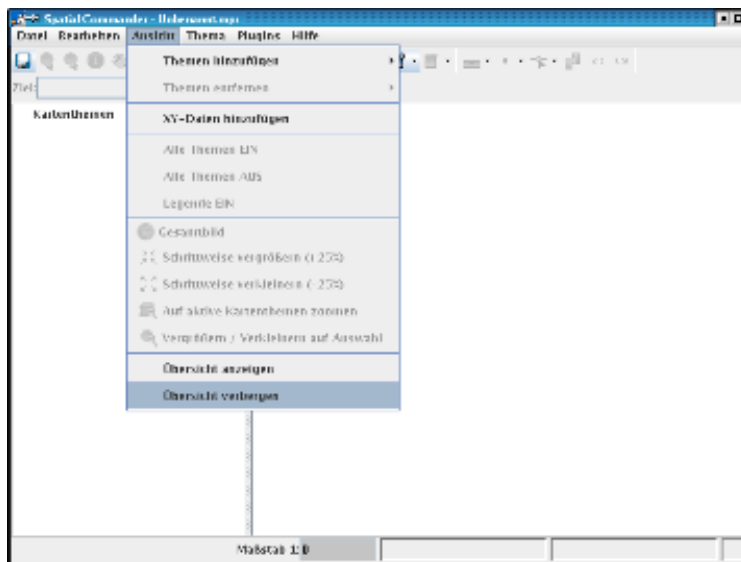 SpatialCommander - Unbenannt.mpr
Datei Bearbeiten Ansicht Thema Plugins Hilfe
Ziel:
Kartenthemen
Themen hinzufügen
Themen entfernen
XY-Daten hinzufügen
Alle Themen EIN
Alle Themen AUS
Legende EIN
Gesamtbild
Schrittweise vergrößern (+25%)
Schrittweise verkleinern (-25%)
Auf aktive Kartenthemen zoomen
Vergrößern / Verkleinern auf Auswahl
Übersicht anzeigen
Übersicht verbergen
Maßstab 1: 0